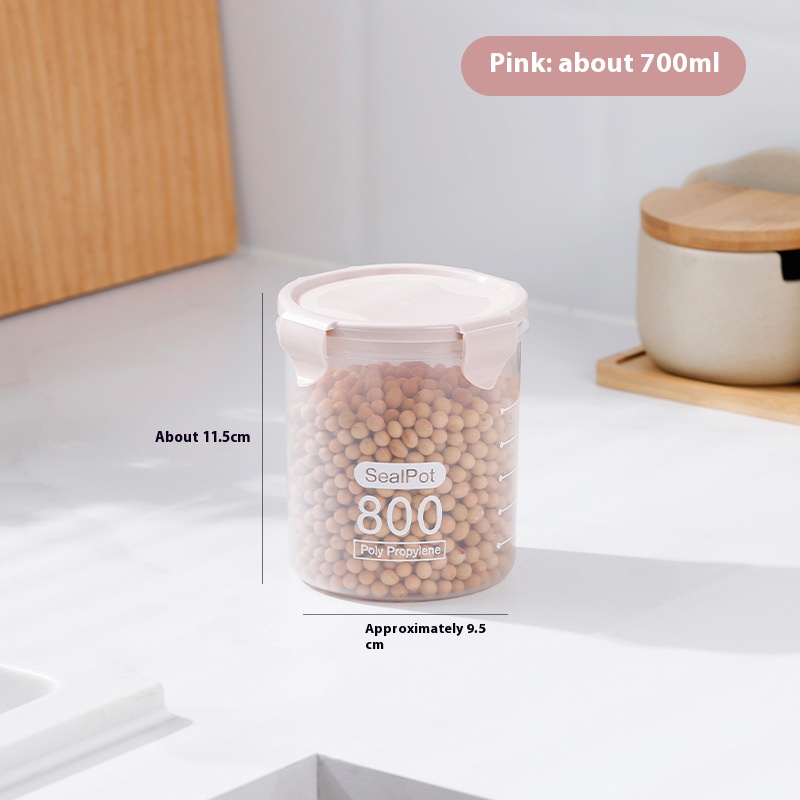 Pink: about 700ml
About 11.5cm
SealPot
800
Poly Propylene
Approximately 9.5
cm